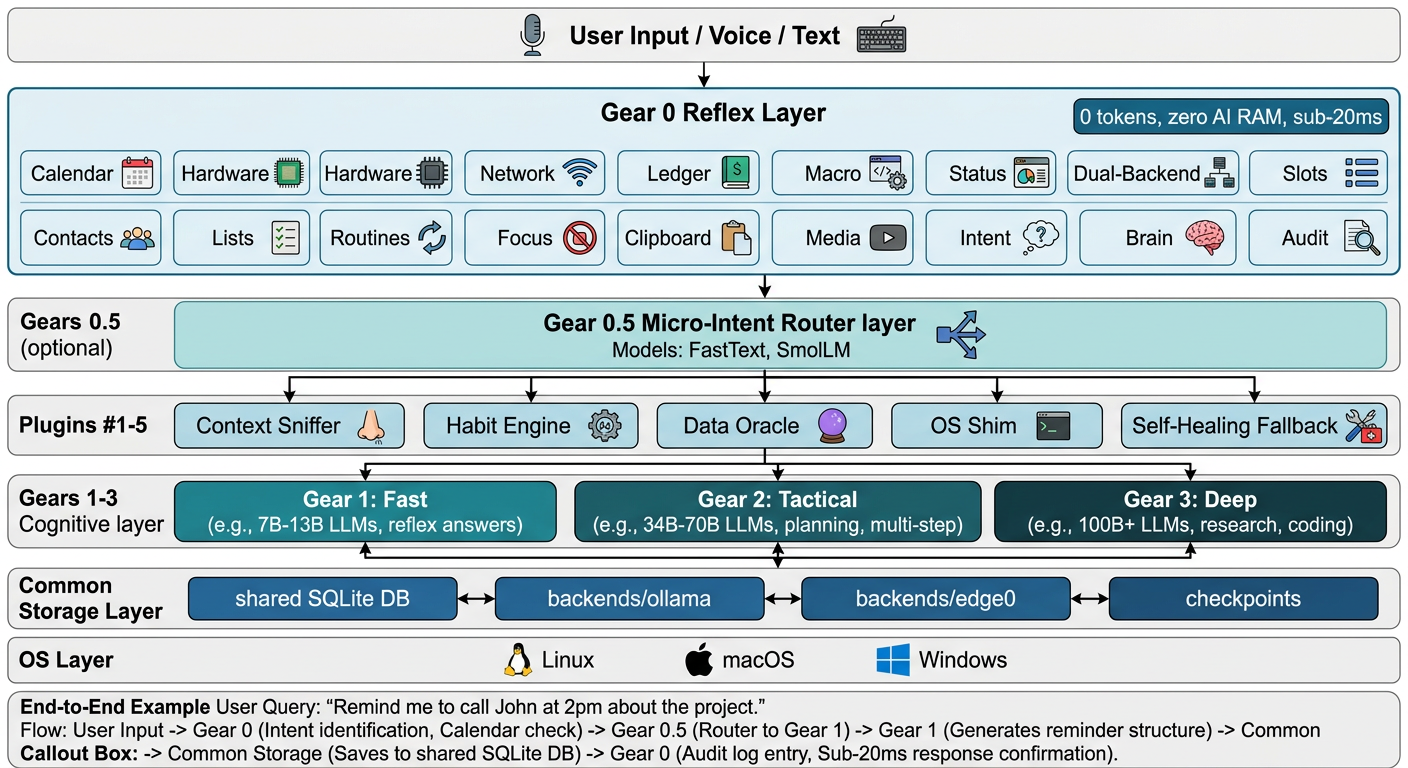 User Input / Voice / Text
Gear 0 Reflex Layer
0 tokens, zero AI RAM, sub-20ms
Calendar
Hardware
Hardware
Network
Ledger
$
Macro
</>
Status
Dual-Backend
Slots
Contacts
Lists
Routines
Focus
Clipboard
Media
Intent
?
Brain
Audit
Gears 0.5
(optional)
Gear 0.5 Micro-Intent Router layer
Models: FastText, SmolLM
Plugins #1-5
Context Sniffer
Habit Engine
Data Oracle
OS Shim
>_
Self-Healing Fallback
Gears 1-3
Cognitive layer
Gear 1: Fast
(e.g., 7B-13B LLMs, reflex answers)
Gear 2: Tactical
(e.g., 34B-70B LLMs, planning, multi-step)
Gear 3: Deep
(e.g., 100B+ LLMs, research, coding)
Common
Storage Layer
shared SQLite DB
backends/ollama
backends/edge0
checkpoints
OS Layer
Linux
macOS
Windows
End-to-End Example User Query: “Remind me to call John at 2pm about the project.”
Flow: User Input -> Gear 0 (Intent identification, Calendar check) -> Gear 0.5 (Router to Gear 1) -> Gear 1 (Generates reminder structure) -> Common
Callout Box: -> Common Storage (Saves to shared SQLite DB) -> Gear 0 (Audit log entry, Sub-20ms response confirmation).